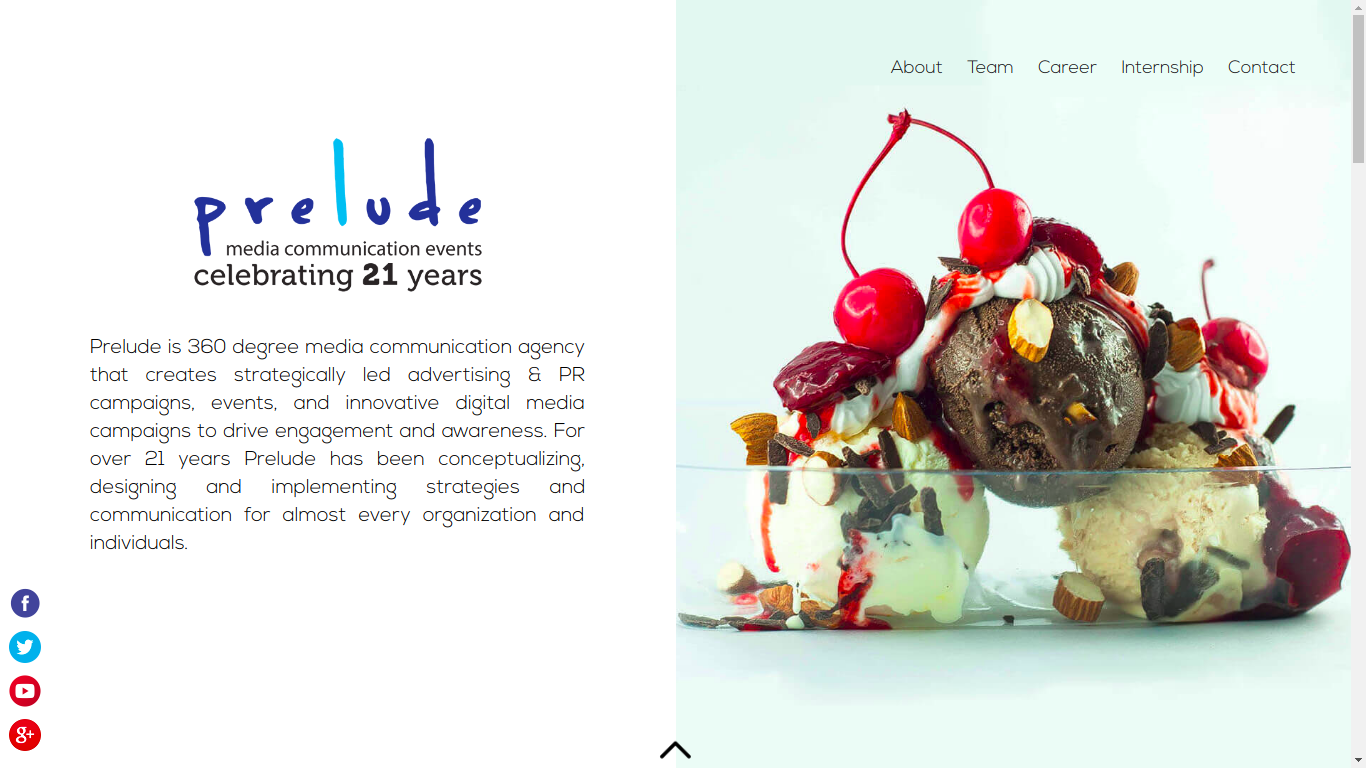 About Team Career Internship Contact
prelude
media communication events
celebrating 21 years
Prelude is 360 degree media communication agency
that creates strategically led advertising & PR
campaigns, events, and innovative digital media
campaigns to drive engagement and awareness. For
over 21 years Prelude has been conceptualizing,
designing and implementing strategies and
communication for almost every organization and
individuals.
f
g+